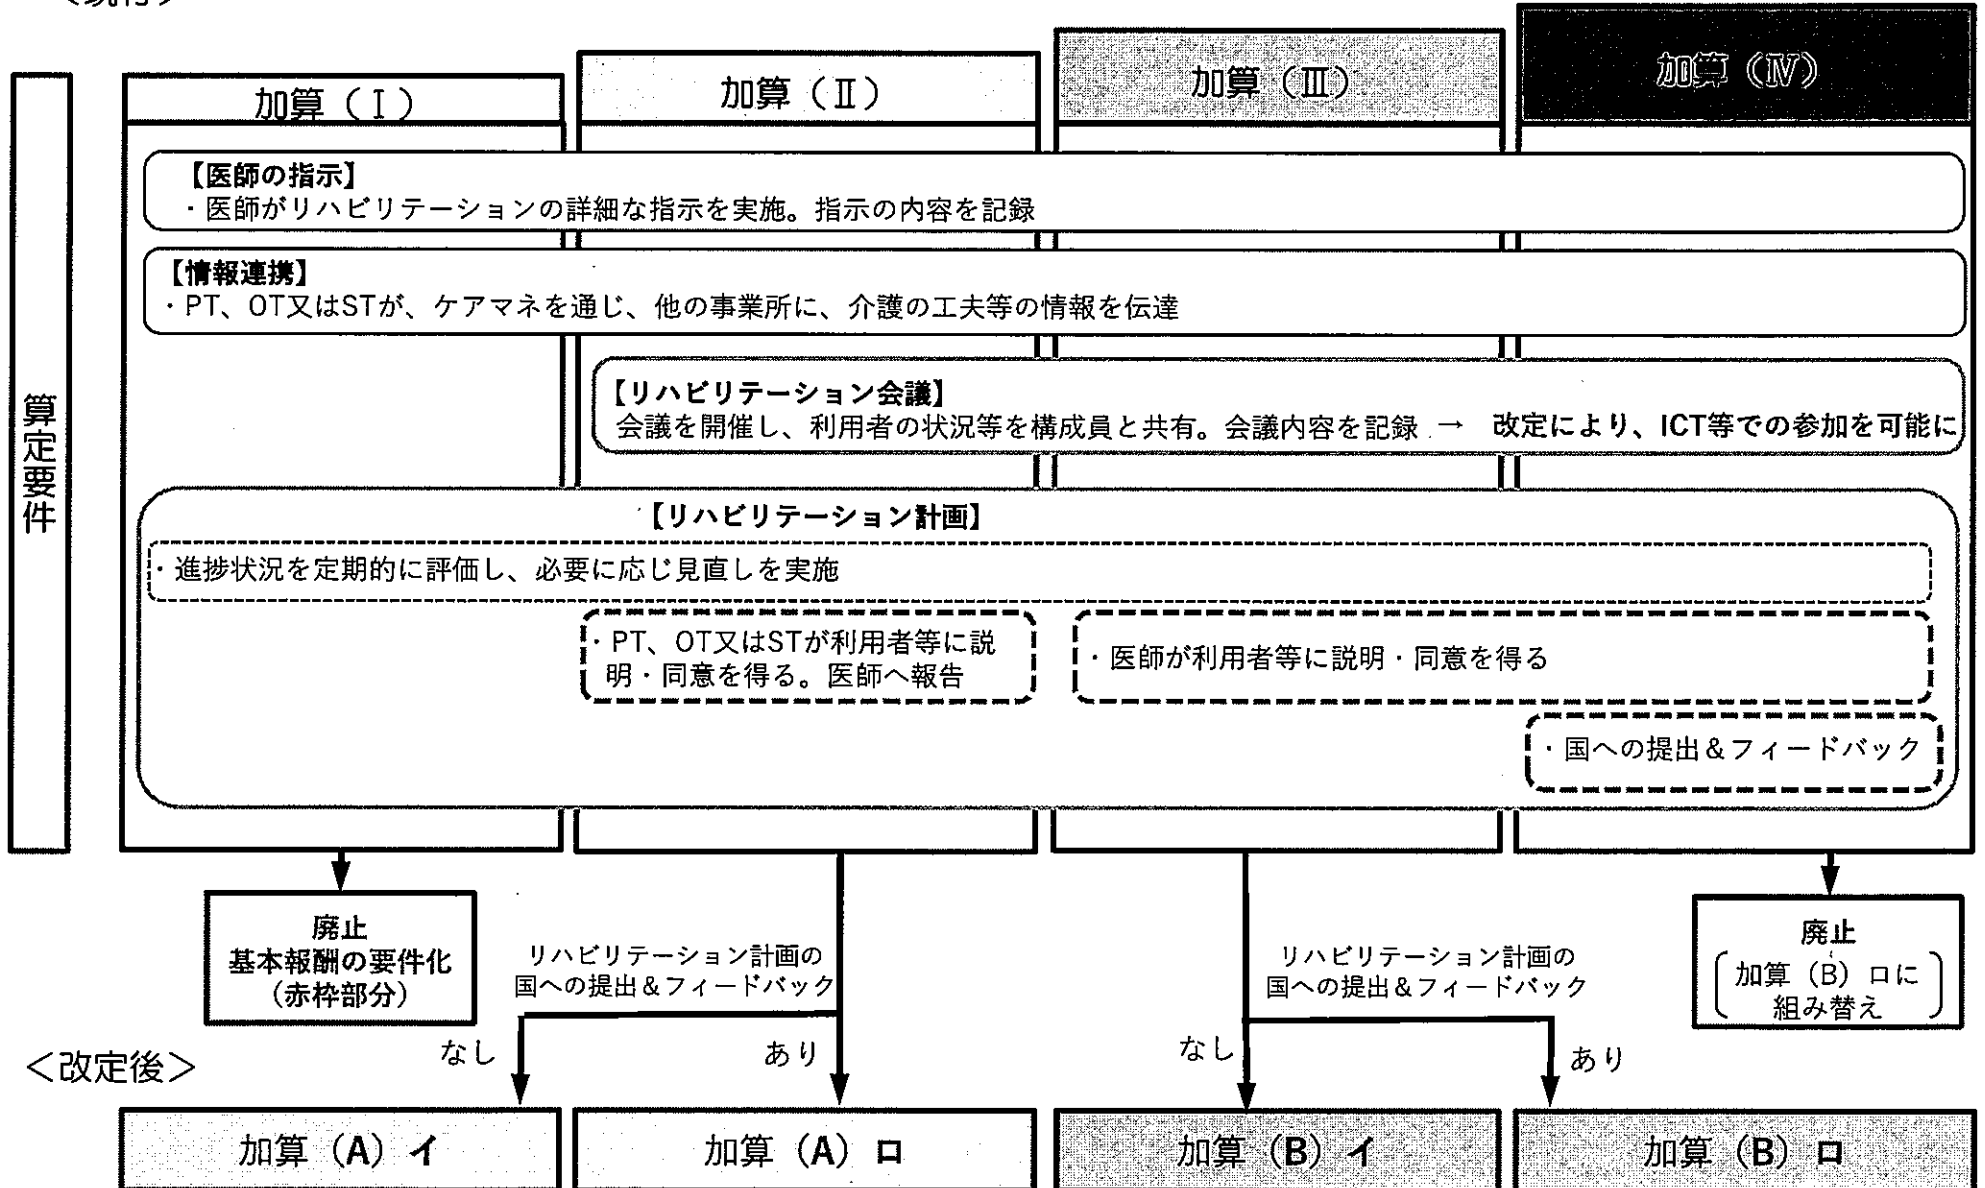 加算（Ⅰ）
加算（Ⅱ）
加算（Ⅲ）
加算（Ⅳ）
算定要件
【医師の指示】
・医師がリハビリテーションの詳細な指示を実施。指示の内容を記録
【情報連携】
・PT、OT又はSTが、ケアマネを通じ、他の事業所に、介護の工夫等の情報を伝達
【リハビリテーション会議】
会議を開催し、利用者の状況等を構成員と共有。会議内容を記録 → 改定により、ICT等での参加を可能に
【リハビリテーション計画】
・進捗状況を定期的に評価し、必要に応じ見直しを実施
・PT、OT又はSTが利用者等に説
明・同意を得る。医師へ報告
・医師が利用者等に説明・同意を得る
・国への提出＆フィードバック
廃止
基本報酬の要件化
（赤枠部分）
リハビリテーション計画の
国への提出＆フィードバック
なし
あり
リハビリテーション計画の
国への提出＆フィードバック
なし
あり
廃止
加算（B）ロに
組み替え
＜改定後＞
加算（A）イ
加算（A）ロ
加算（B）イ
加算（B）ロ